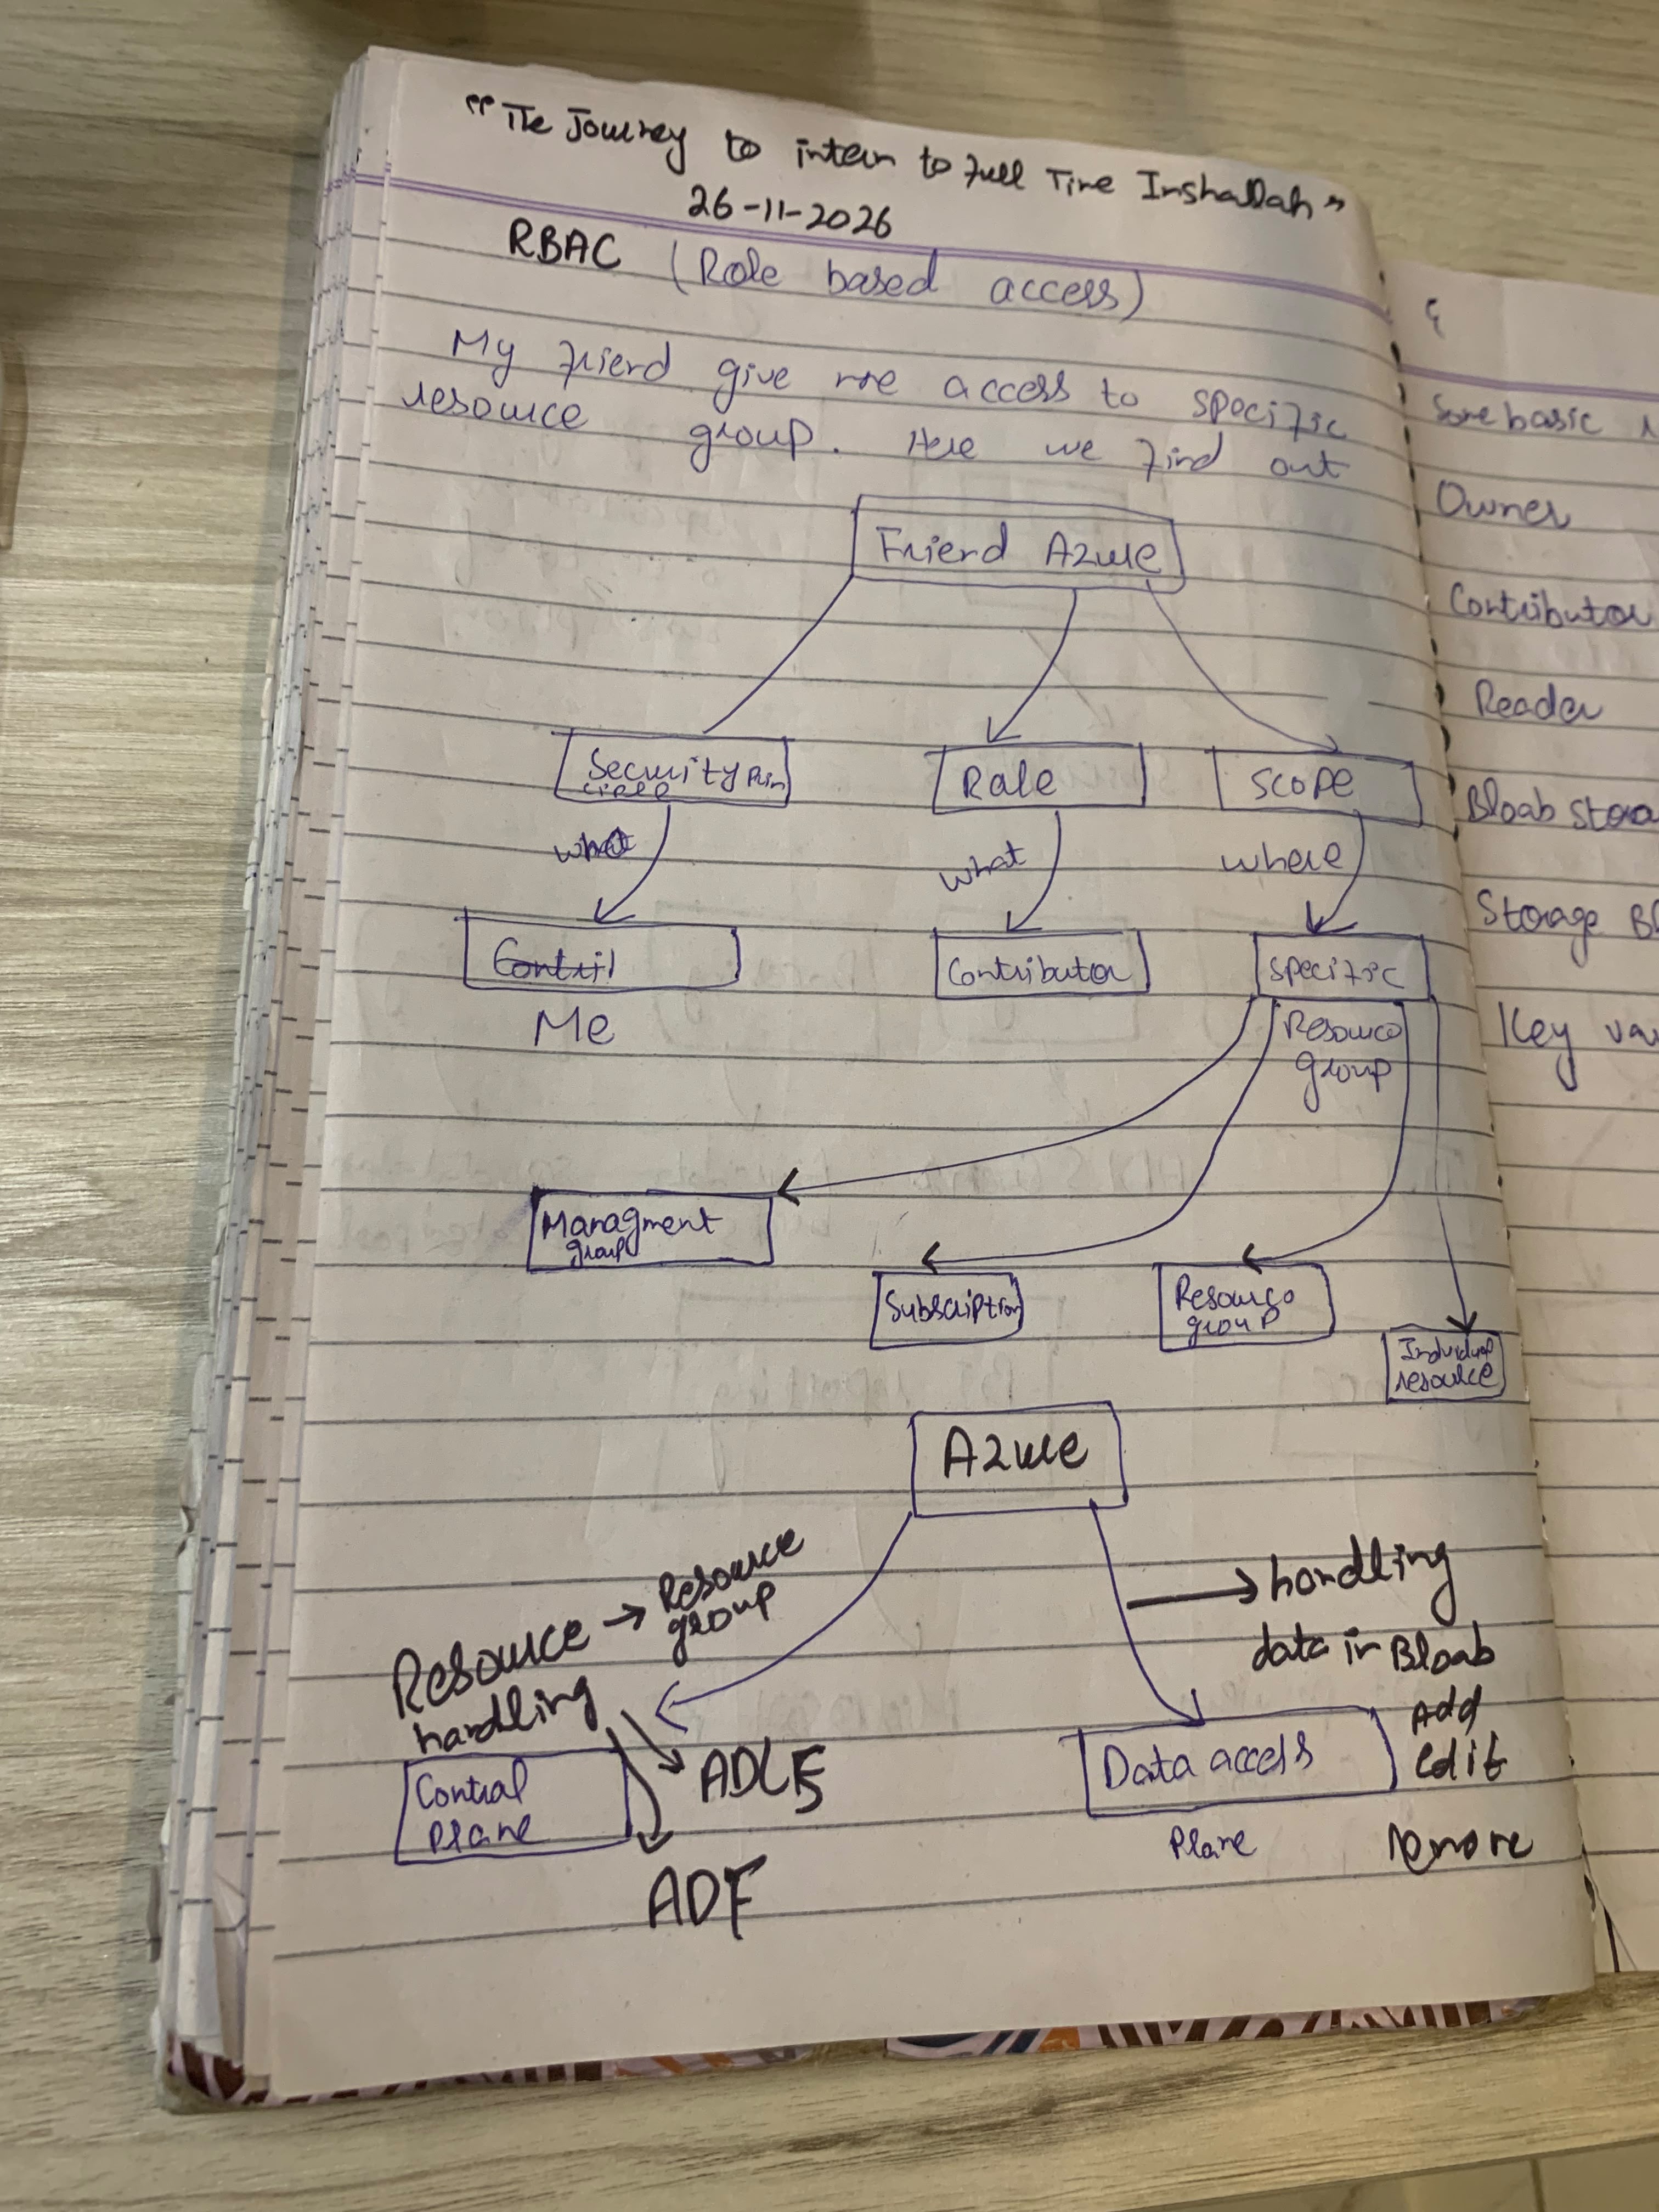 "The Journey to intern to Full Time Inshallah"
26-11-2026
RBAC (Role based access)
My friend give me access to specific
resource group. Here we find out
Friend Azure
Security Prin
ciple
Role
Scope
what
what
where
Contril
Contributor
Specific
Me
Resource
group
Managment
group
Subscription
Resource
group
Individual
resource
Azure
Resource → Resource
group
handling
handling
data in Bloab
Add
edit
remove
Control
Plane
ADLS
ADF
Data access
Plane
Some basic
Owner
Contributor
Reader
Bloab Stora
Storage Bl
Key va